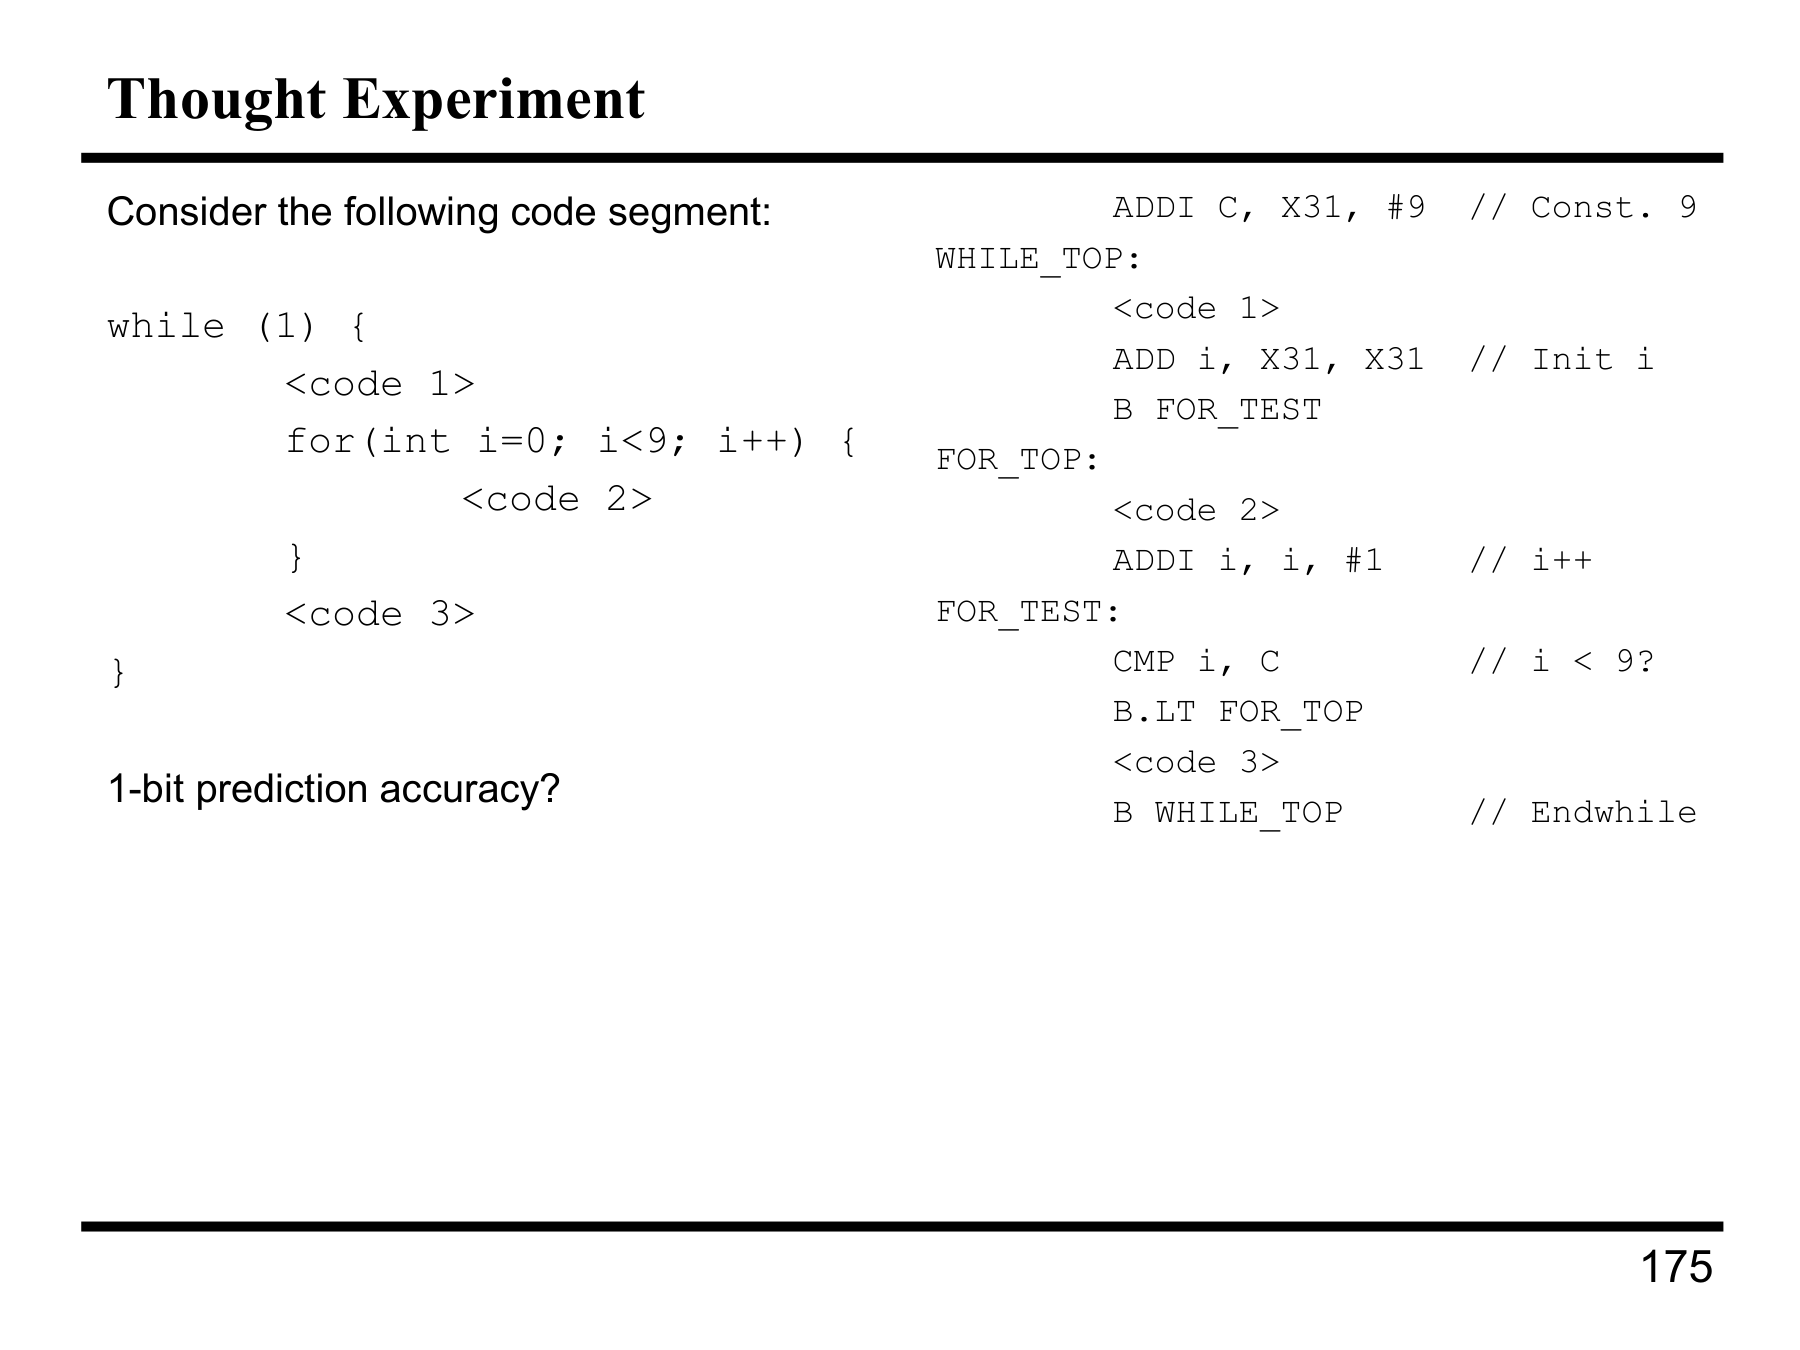 Thought Experiment
Consider the following code segment:
while (1) {
<code 1>
for(int i=0; i<9; i++) {
<code 2>
}
<code 3>
}
1-bit prediction accuracy?
ADDI C, X31, #9 // Const. 9
WHILE_TOP:
<code 1>
ADD i, X31, X31 // Init i
B FOR_TEST
FOR_TOP:
<code 2>
ADDI i, i, #1 // i++
FOR_TEST:
CMP i, C // i < 9?
B.LT FOR_TOP
<code 3>
B WHILE_TOP // Endwhile
175